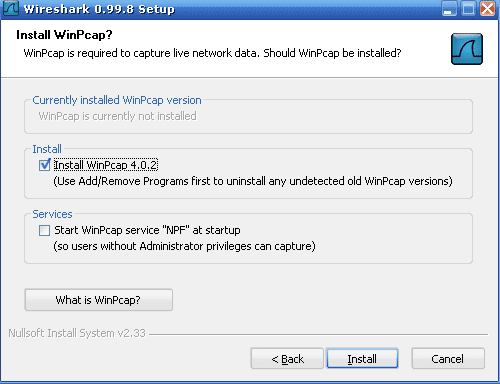 Wireshark 0.99.8 Setup
Install WinPcap?
WinPcap is required to capture live network data. Should WinPcap be installed?
Currently installed WinPcap version
WinPcap is currently not installed
Install
Install WinPcap 4.0.2
(Use Add/Remove Programs first to uninstall any undetected old WinPcap versions)
Services
Start WinPcap service "NPF" at startup
(so users without Administrator privileges can capture)
What is WinPcap?
Nullsoft Install System v2.33
< Back
Install
Cancel